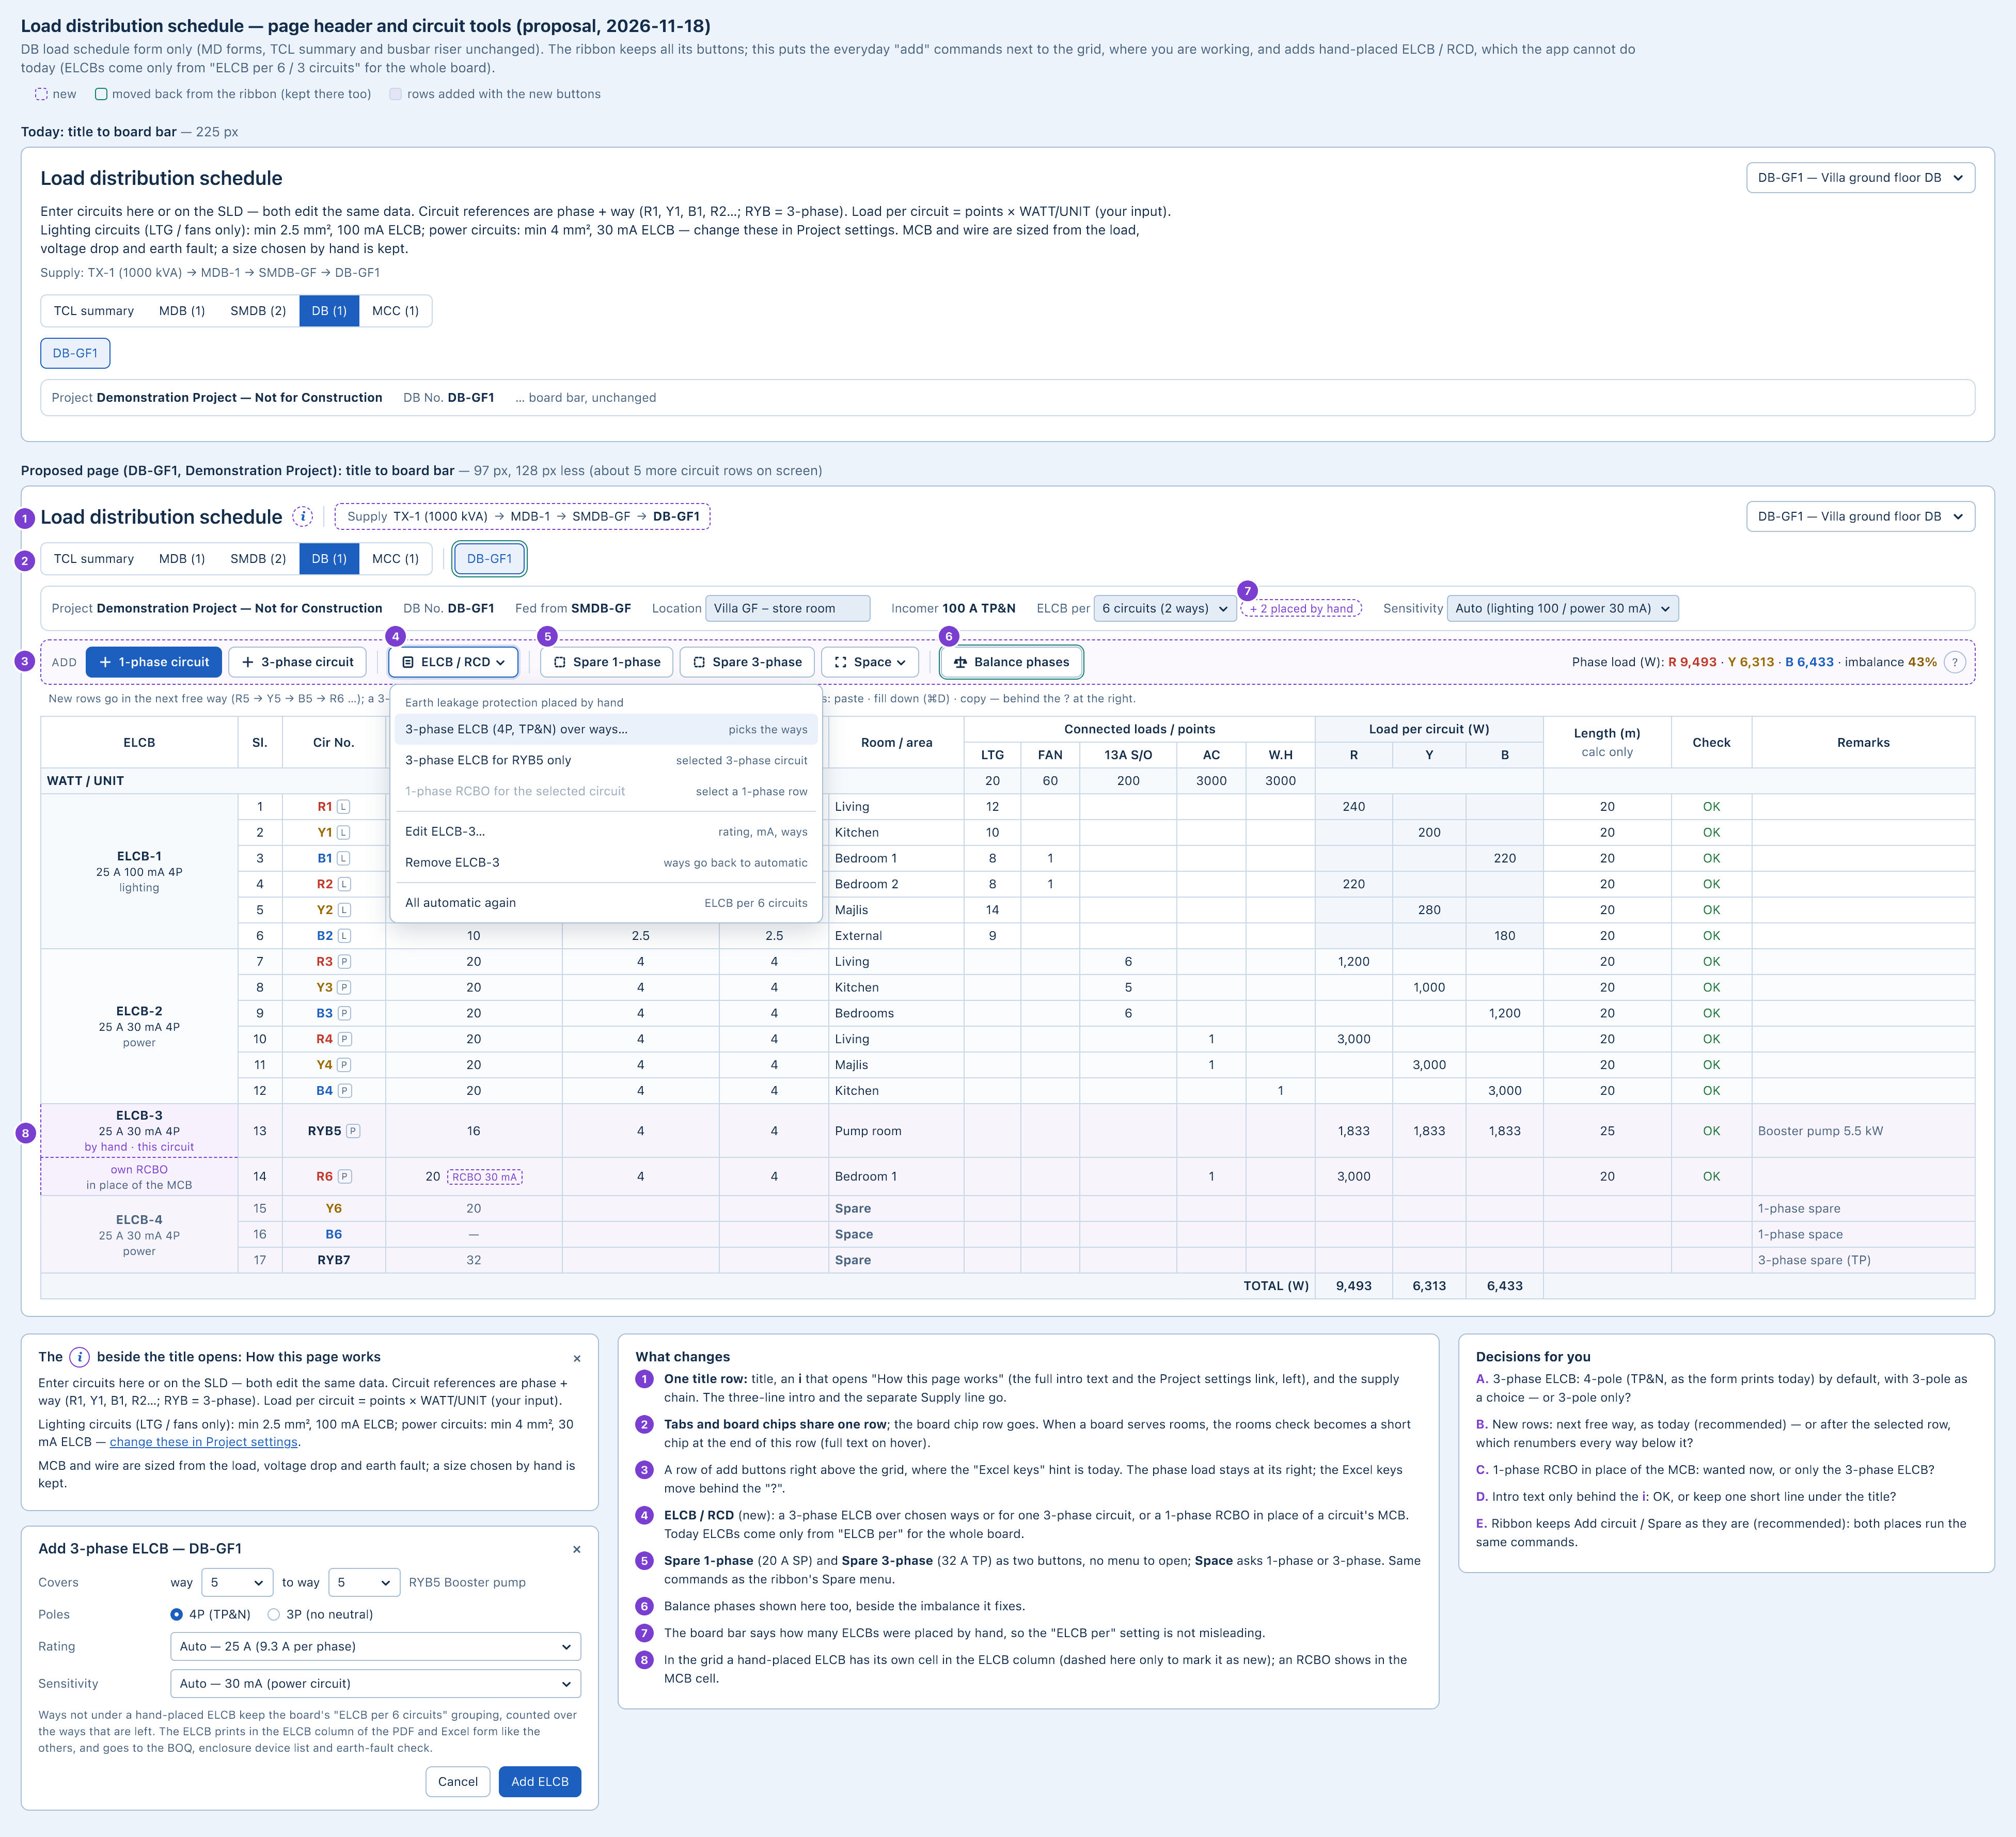 Load distribution schedule — page header and circuit tools (proposal, 2026-11-18)
DB load schedule form only (MD forms, TCL summary and busbar riser unchanged). The ribbon keeps all its buttons; this puts the everyday "add" commands next to the grid, where you are working, and adds hand-placed ELCB / RCD, which the app cannot do
today (ELCBs come only from "ELCB per 6 / 3 circuits" for the whole board).
new moved back from the ribbon (kept there too) rows added with the new buttons
Today: title to board bar — 225 px
Load distribution schedule
DB-GF1 — Villa ground floor DB
Enter circuits here or on the SLD — both edit the same data. Circuit references are phase + way (R1, Y1, B1, R2...; RYB = 3-phase). Load per circuit = points × WATT/UNIT (your input).
Lighting circuits (LTG / fans only): min 2.5 mm², 100 mA ELCB; power circuits: min 4 mm², 30 mA ELCB — change these in Project settings. MCB and wire are sized from the load,
voltage drop and earth fault; a size chosen by hand is kept.
Supply: TX-1 (1000 kVA) → MDB-1 → SMDB-GF → DB-GF1
TCL summary MDB (1) SMDB (2) DB (1) MCC (1)
DB-GF1
Project Demonstration Project — Not for Construction DB No. DB-GF1 ... board bar, unchanged
Proposed page (DB-GF1, Demonstration Project): title to board bar — 97 px, 128 px less (about 5 more circuit rows on screen)
1 Load distribution schedule i Supply TX-1 (1000 kVA) → MDB-1 → SMDB-GF → DB-GF1
DB-GF1 — Villa ground floor DB
2 TCL summary MDB (1) SMDB (2) DB (1) MCC (1) DB-GF1
7
Project Demonstration Project — Not for Construction DB No. DB-GF1 Fed from SMDB-GF Location Villa GF – store room Incomer 100 A TP&N ELCB per 6 circuits (2 ways) + 2 placed by hand Sensitivity Auto (lighting 100 / power 30 mA)
4 5 6
3 ADD + 1-phase circuit + 3-phase circuit ELCB / RCD Spare 1-phase Spare 3-phase Space Balance phases Phase load (W): R 9,493 · Y 6,313 · B 6,433 · imbalance 43% ?
New rows go in the next free way (R5 → Y5 → B5 → R6 ...); a 3- s: paste · fill down (⌘D) · copy — behind the ? at the right.
Earth leakage protection placed by hand
3-phase ELCB (4P, TP&N) over ways... picks the ways
3-phase ELCB for RYB5 only selected 3-phase circuit
1-phase RCBO for the selected circuit select a 1-phase row
Edit ELCB-3... rating, mA, ways
Remove ELCB-3 ways go back to automatic
All automatic again ELCB per 6 circuits
ELCB Sl. Cir No. Room / area Connected loads / points Load per circuit (W) Length (m) calc only Check Remarks
LTG FAN 13A S/O AC W.H R Y B
WATT / UNIT 20 60 200 3000 3000
ELCB-1
25 A 100 mA 4P
lighting
1 R1 L Living 12 240 20 OK
2 Y1 L Kitchen 10 200 20 OK
3 B1 L Bedroom 1 8 1 220 20 OK
4 R2 L Bedroom 2 8 1 220 20 OK
5 Y2 L Majlis 14 280 20 OK
6 B2 L 10 2.5 2.5 External 9 180 20 OK
ELCB-2
25 A 30 mA 4P
power
7 R3 P 20 4 4 Living 6 1,200 20 OK
8 Y3 P 20 4 4 Kitchen 5 1,000 20 OK
9 B3 P 20 4 4 Bedrooms 6 1,200 20 OK
10 R4 P 20 4 4 Living 1 3,000 20 OK
11 Y4 P 20 4 4 Majlis 1 3,000 20 OK
12 B4 P 20 4 4 Kitchen 1 3,000 20 OK
8
ELCB-3
25 A 30 mA 4P
by hand · this circuit
13 RYB5 P 16 4 4 Pump room 1,833 1,833 1,833 25 OK Booster pump 5.5 kW
own RCBO
in place of the MCB
14 R6 P 20 RCBO 30 mA 4 4 Bedroom 1 1 3,000 20 OK
ELCB-4
25 A 30 mA 4P
power
15 Y6 20 Spare 1-phase spare
16 B6 — Space 1-phase space
17 RYB7 32 Spare 3-phase spare (TP)
TOTAL (W) 9,493 6,313 6,433
The i beside the title opens: How this page works ×
Enter circuits here or on the SLD — both edit the same data. Circuit references are phase +
way (R1, Y1, B1, R2...; RYB = 3-phase). Load per circuit = points × WATT/UNIT (your input).
Lighting circuits (LTG / fans only): min 2.5 mm², 100 mA ELCB; power circuits: min 4 mm², 30
mA ELCB — change these in Project settings.
MCB and wire are sized from the load, voltage drop and earth fault; a size chosen by hand is
kept.
Add 3-phase ELCB — DB-GF1 ×
Covers way 5 to way 5 RYB5 Booster pump
Poles 4P (TP&N) 3P (no neutral)
Rating Auto — 25 A (9.3 A per phase)
Sensitivity Auto — 30 mA (power circuit)
Ways not under a hand-placed ELCB keep the board's "ELCB per 6 circuits" grouping, counted over
the ways that are left. The ELCB prints in the ELCB column of the PDF and Excel form like the
others, and goes to the BOQ, enclosure device list and earth-fault check.
Cancel Add ELCB
What changes
1 One title row: title, an i that opens "How this page works" (the full intro text and the Project settings link, left), and the supply
chain. The three-line intro and the separate Supply line go.
2 Tabs and board chips share one row; the board chip row goes. When a board serves rooms, the rooms check becomes a short
chip at the end of this row (full text on hover).
3 A row of add buttons right above the grid, where the "Excel keys" hint is today. The phase load stays at its right; the Excel keys
move behind the "?".
4 ELCB / RCD (new): a 3-phase ELCB over chosen ways or for one 3-phase circuit, or a 1-phase RCBO in place of a circuit's MCB.
Today ELCBs come only from "ELCB per" for the whole board.
5 Spare 1-phase (20 A SP) and Spare 3-phase (32 A TP) as two buttons, no menu to open; Space asks 1-phase or 3-phase. Same
commands as the ribbon's Spare menu.
6 Balance phases shown here too, beside the imbalance it fixes.
7 The board bar says how many ELCBs were placed by hand, so the "ELCB per" setting is not misleading.
8 In the grid a hand-placed ELCB has its own cell in the ELCB column (dashed here only to mark it as new); an RCBO shows in the
MCB cell.
Decisions for you
A. 3-phase ELCB: 4-pole (TP&N, as the form prints today) by default, with 3-pole as
a choice — or 3-pole only?
B. New rows: next free way, as today (recommended) — or after the selected row,
which renumbers every way below it?
C. 1-phase RCBO in place of the MCB: wanted now, or only the 3-phase ELCB?
D. Intro text only behind the i: OK, or keep one short line under the title?
E. Ribbon keeps Add circuit / Spare as they are (recommended): both places run the
same commands.